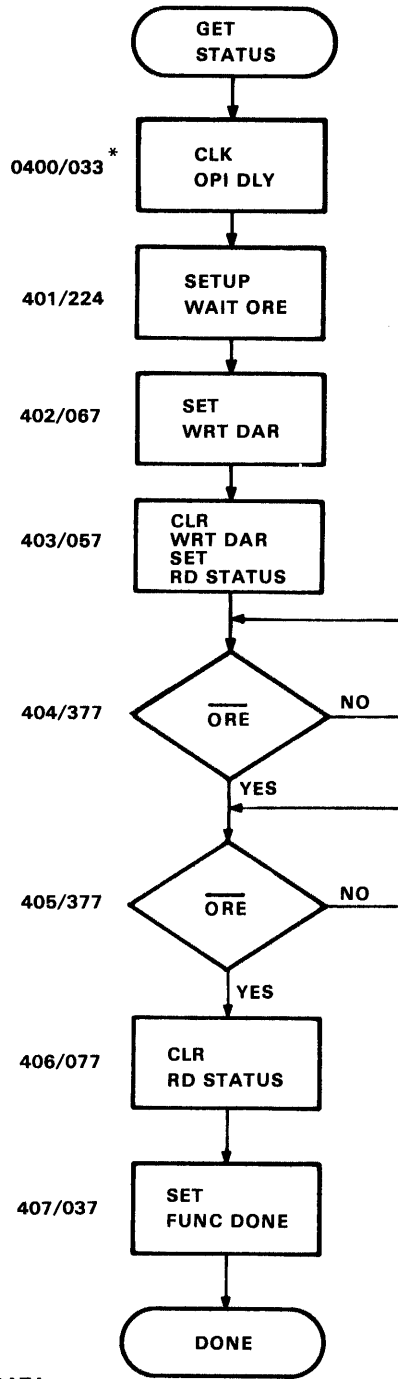 GET
STATUS
0400/033 *
CLK
OPI DLY
401/224
SETUP
WAIT ORE
402/067
SET
WRT DAR
403/057
CLR
WRT DAR
SET
RD STATUS
404/377
ORE
NO
YES
405/377
ORE
NO
YES
406/077
CLR
RD STATUS
407/037
SET
FUNC DONE
DONE